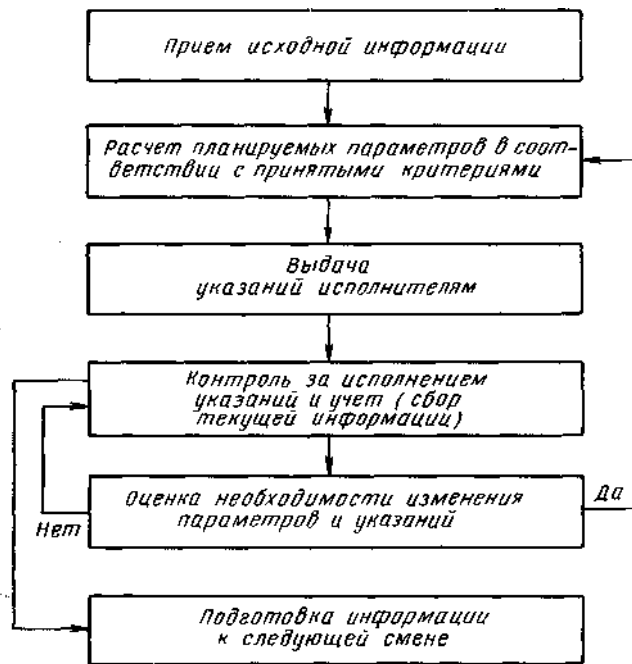 Прием исходной информации
Расчет планируемых параметров в соот-
ветствии с принятыми критериями
Выдача
указаний исполнителям
Контроль за исполнением
указаний и учет (сбор
текущей информации)
Оценка необходимости изменения
параметров и указаний
Да
Нет
Подготовка информации
к следующей смене